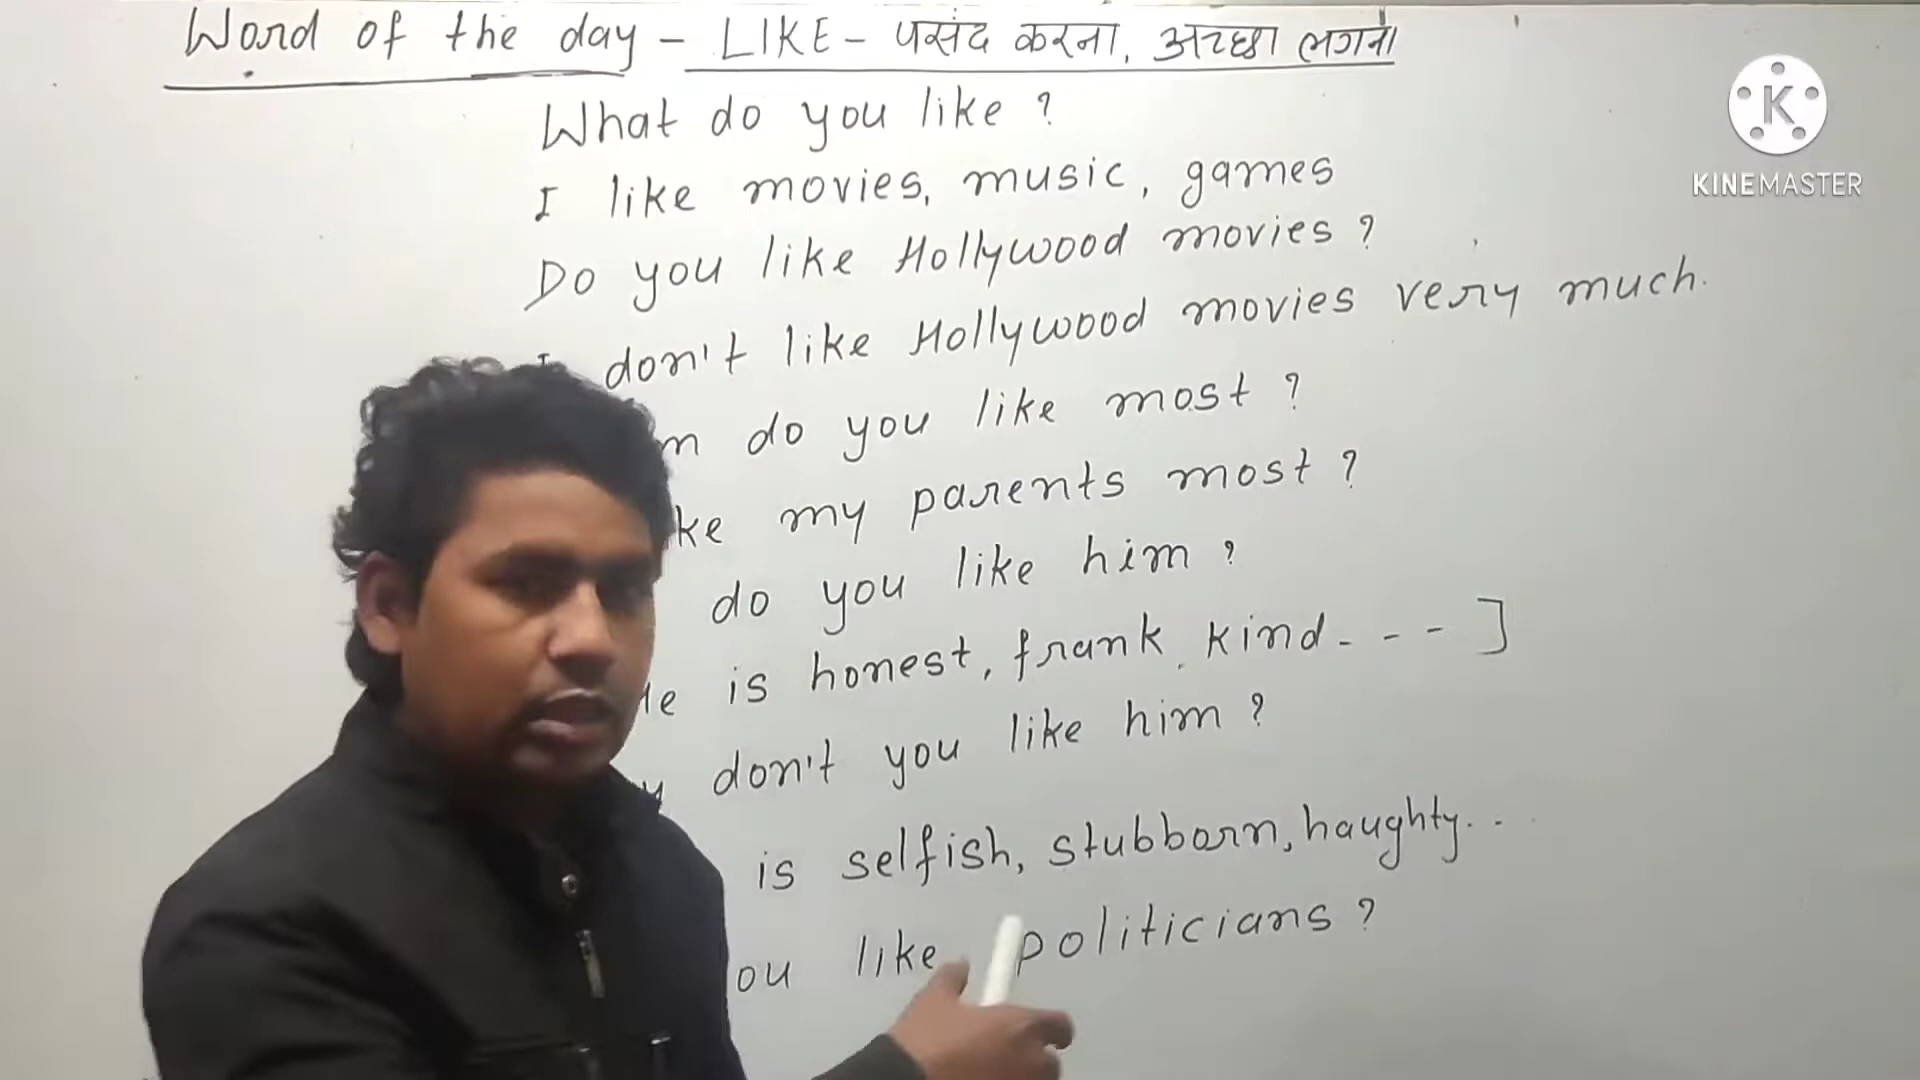 Word of the day - LIKE - पसंद करना, अच्छा लगना
What do you like ?
I like movies, music, games
Do you like Hollywood movies ?
I don't like Hollywood movies very much.
do you like most ?
my parents most ?
do you like him ?
is honest, frank, kind - - - ]
don't you like him ?
is selfish, stubborn, haughty. . .
like politicians ?
K
KINEMASTER